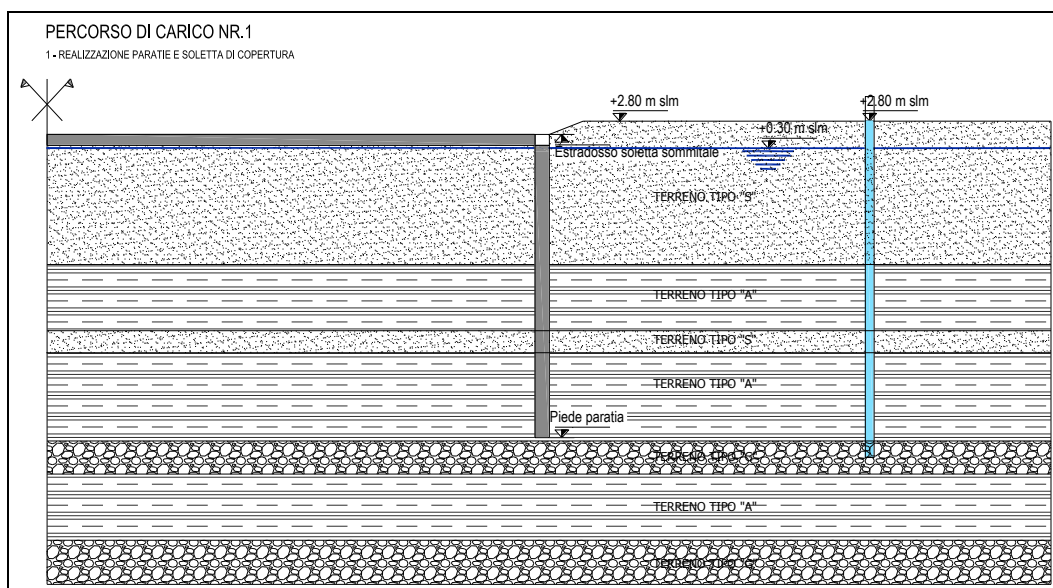 PERCORSO DI CARICO NR.1
1 - REALIZZAZIONE PARATIE E SOLETTA DI COPERTURA
+2.80 m slm
+2.80 m slm
+0.30 m slm
Estradosso soletta sommitale
TERRENO TIPO "S"
TERRENO TIPO "A"
TERRENO TIPO "S"
TERRENO TIPO "A"
Piede paratia
TERRENO TIPO "G"
TERRENO TIPO "A"
TERRENO TIPO "G"